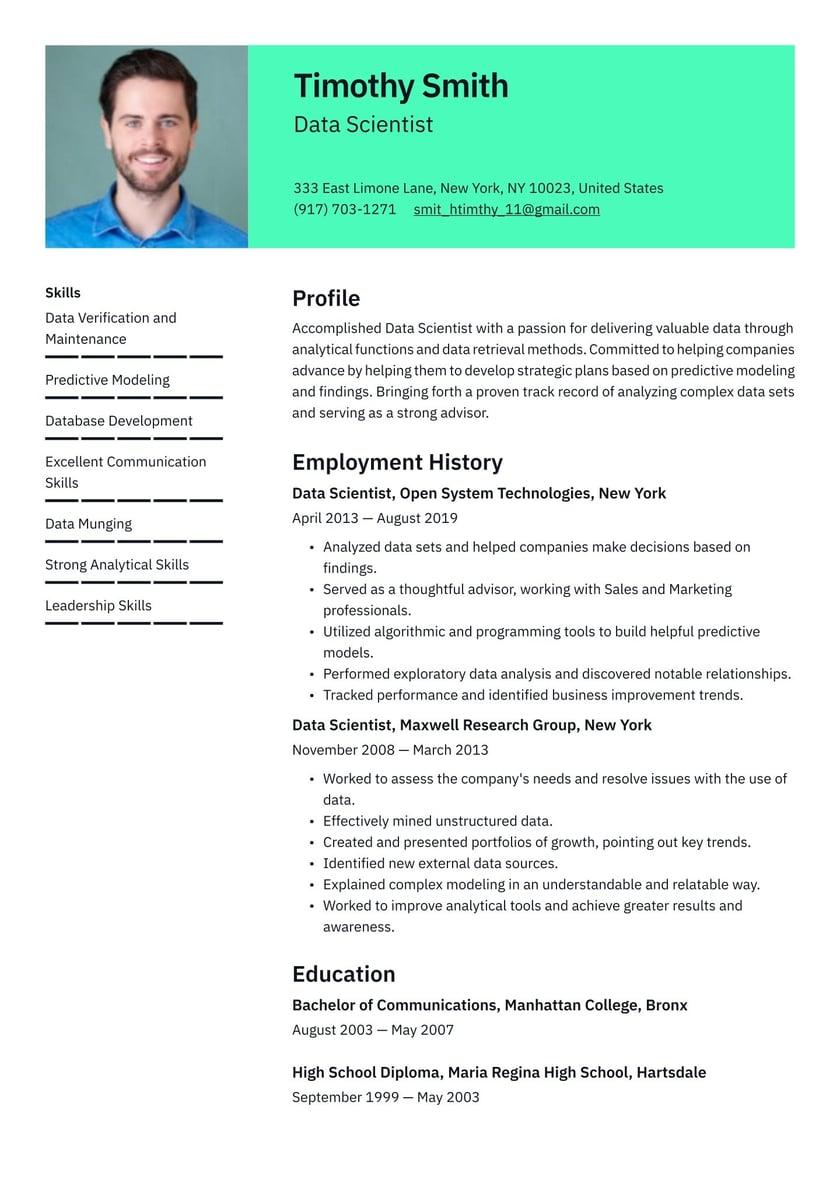 Timothy Smith
Data Scientist
333 East Limone Lane, New York, NY 10023, United States
(917) 703-1271 smit_htimthy_11@gmail.com
Skills
Data Verification and
Maintenance
Predictive Modeling
Database Development
Excellent Communication
Skills
Data Munging
Strong Analytical Skills
Leadership Skills
Profile
Accomplished Data Scientist with a passion for delivering valuable data through
analytical functions and data retrieval methods. Committed to helping companies
advance by helping them to develop strategic plans based on predictive modeling
and findings. Bringing forth a proven track record of analyzing complex data sets
and serving as a strong advisor.
Employment History
Data Scientist, Open System Technologies, New York
April 2013 — August 2019
• Analyzed data sets and helped companies make decisions based on
findings.
• Served as a thoughtful advisor, working with Sales and Marketing
professionals.
• Utilized algorithmic and programming tools to build helpful predictive
models.
• Performed exploratory data analysis and discovered notable relationships.
• Tracked performance and identified business improvement trends.
Data Scientist, Maxwell Research Group, New York
November 2008 — March 2013
• Worked to assess the company's needs and resolve issues with the use of
data.
• Effectively mined unstructured data.
• Created and presented portfolios of growth, pointing out key trends.
• Identified new external data sources.
• Explained complex modeling in an understandable and relatable way.
• Worked to improve analytical tools and achieve greater results and
awareness.
Education
Bachelor of Communications, Manhattan College, Bronx
August 2003 — May 2007
High School Diploma, Maria Regina High School, Hartsdale
September 1999 — May 2003